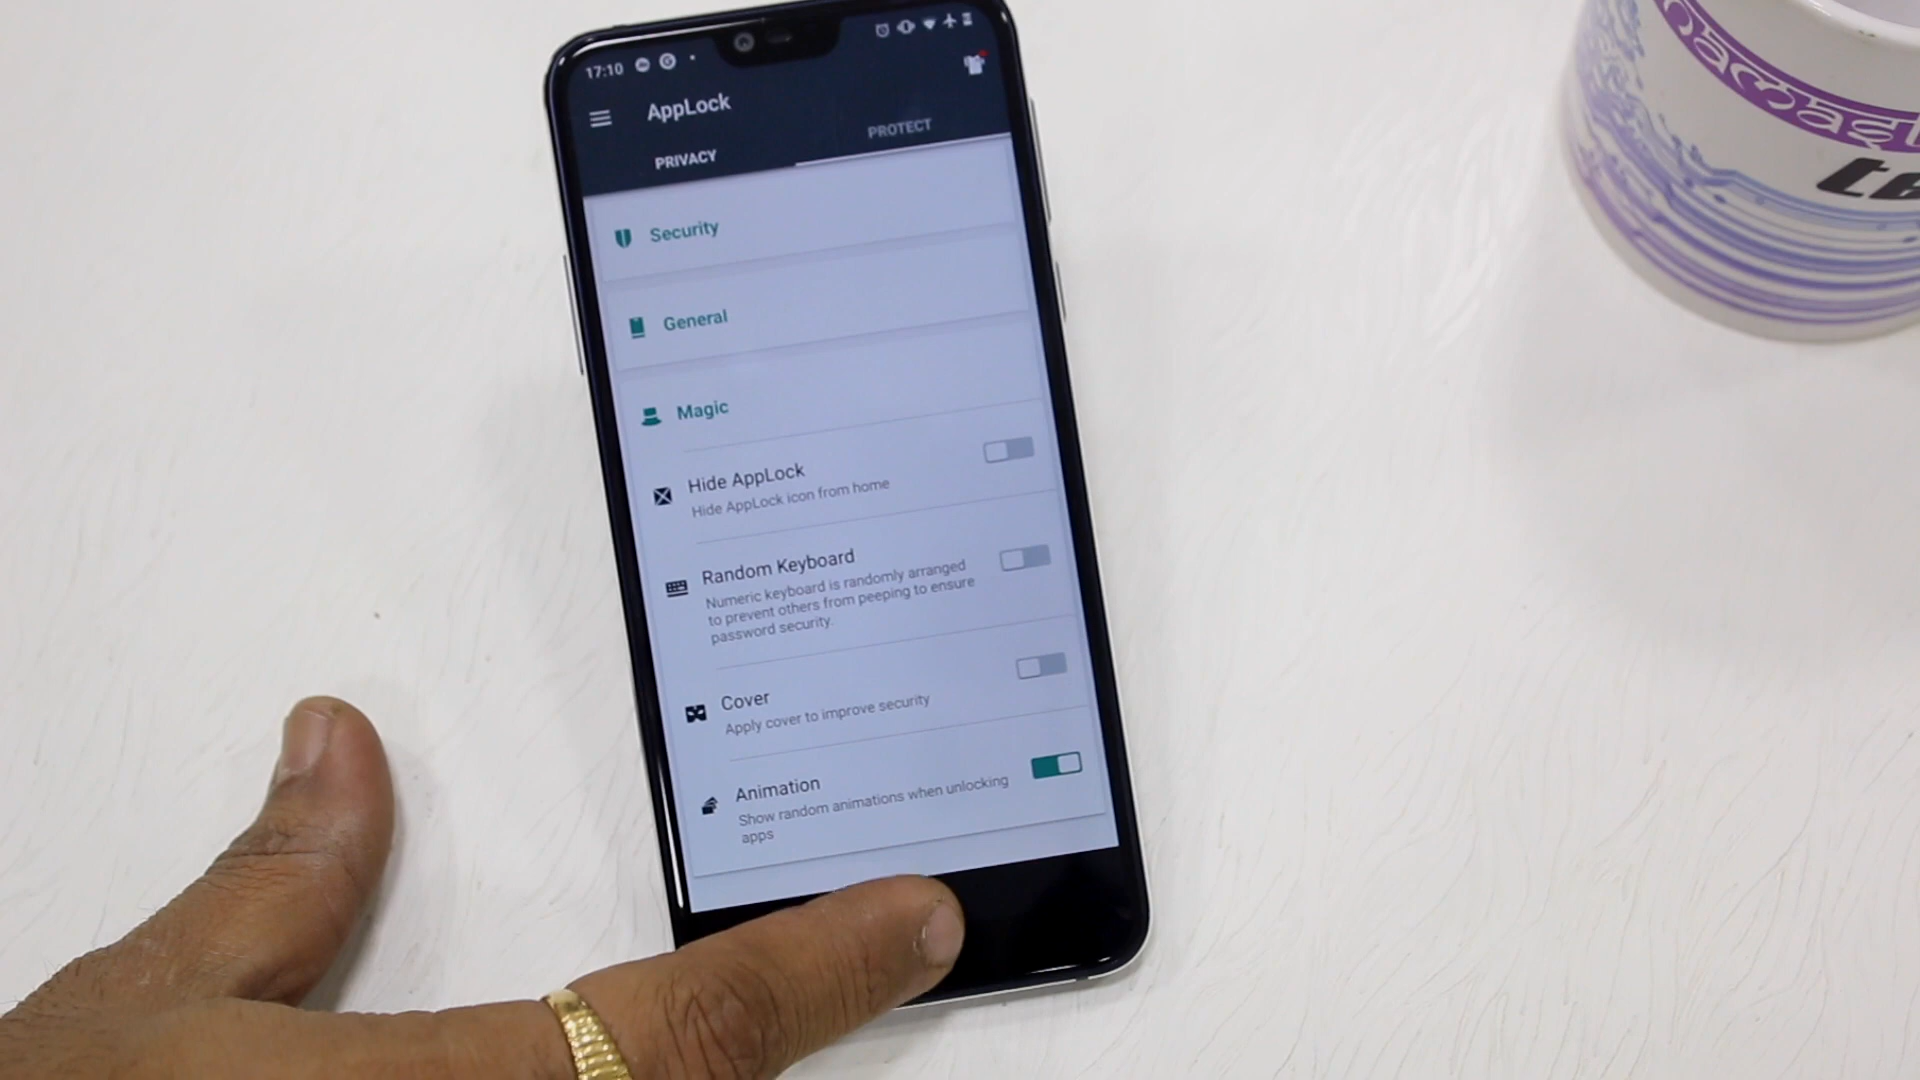 17:10
AppLock
PRIVACY
PROTECT
Security
General
Magic
Hide AppLock
Hide AppLock icon from home
Random Keyboard
Numeric keyboard is randomly arranged
to prevent others from peeping to ensure
password security.
Cover
Apply cover to improve security
Animation
Show random animations when unlocking
apps